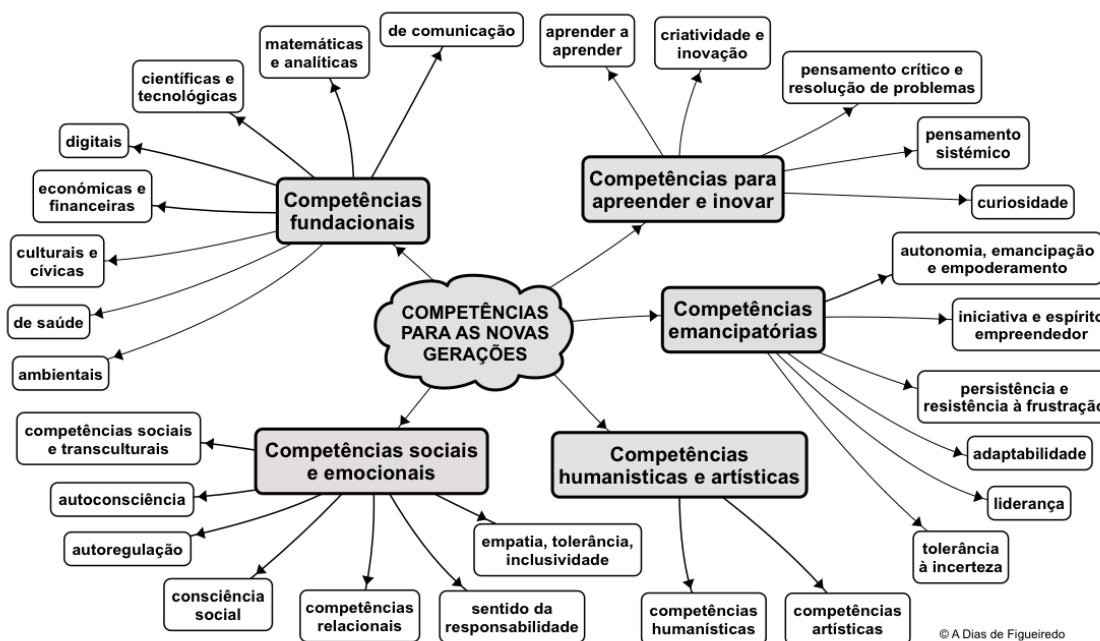 COMPETÊNCIAS
PARA AS NOVAS
GERAÇÕES
Competências
fundacionais
de comunicação
matemáticas
e analíticas
científicas e
tecnológicas
digitais
económicas e
financeiras
culturais e
cívicas
de saúde
ambientais
Competências para
apreender e inovar
aprender a
aprender
criatividade e
inovação
pensamento crítico e
resolução de problemas
pensamento
sistémico
curiosidade
Competências
emancipatórias
autonomia, emancipação
e empoderamento
iniciativa e espírito
empreendedor
persistência e
resistência à frustração
adaptabilidade
liderança
tolerância
à incerteza
Competências
humanisticas e artísticas
competências
humanísticas
competências
artísticas
Competências sociais
e emocionais
competências sociais
e transculturais
autoconsciência
autoregulação
consciência
social
competências
relacionais
sentido da
responsabilidade
empatia, tolerância,
inclusividade
© A Dias de Figueiredo